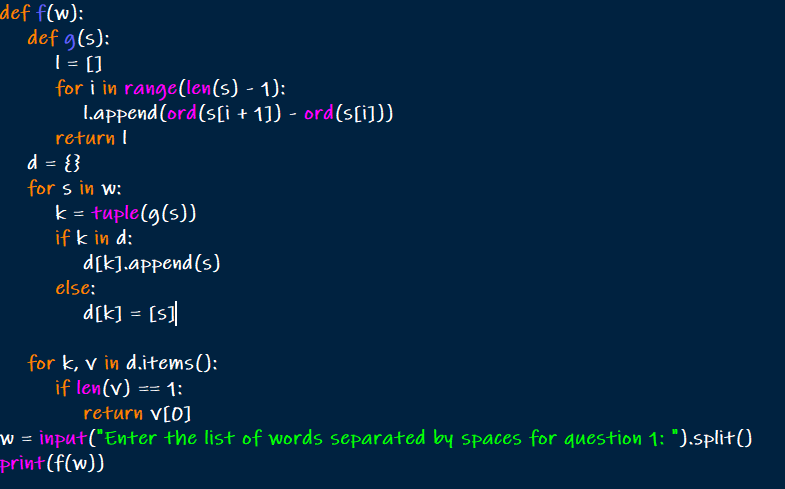 def f(w):
    def g(s):
        l = []
        for i in range(len(s) - 1):
            l.append(ord(s[i + 1]) - ord(s[i]))
        return l
    d = {}
    for s in w:
        k = tuple(g(s))
        if k in d:
            d[k].append(s)
        else:
            d[k] = [s]
    for k, v in d.items():
        if len(v) == 1:
            return v[0]
w = input("Enter the list of words separated by spaces for question 1: ").split()
print(f(w))